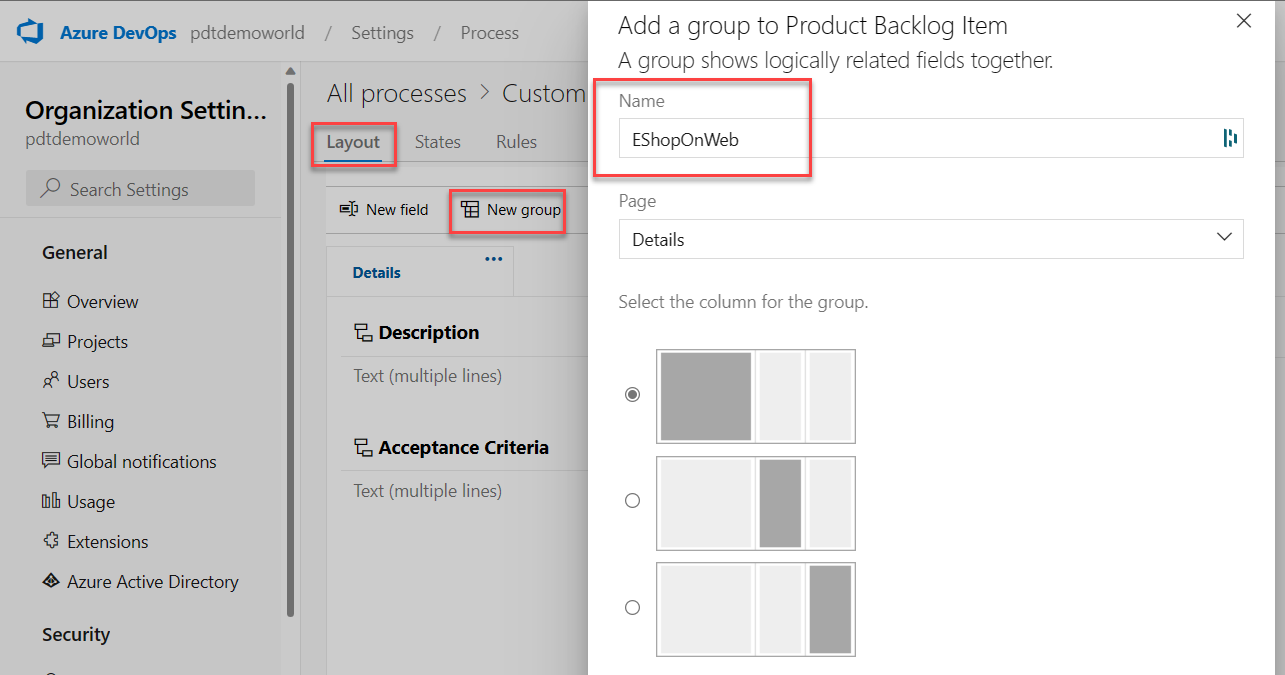 Azure DevOps pdtdemoworld / Settings / Process
Organization Settin...
pdtdemoworld
Search Settings
General
Overview
Projects
Users
Billing
Global notifications
Usage
Extensions
Azure Active Directory
Security
All processes > Custom
Layout States Rules
New field New group
Details ...
Description
Text (multiple lines)
Acceptance Criteria
Text (multiple lines)
Add a group to Product Backlog Item
A group shows logically related fields together.
Name
EShopOnWeb
Page
Details
Select the column for the group.